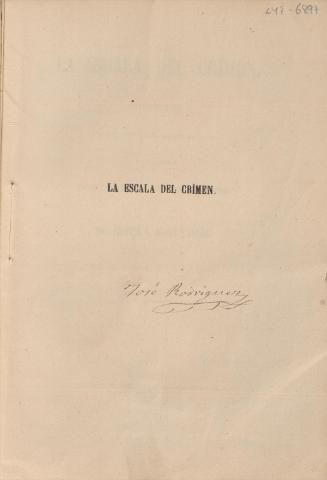 LA ESCALA DEL CRÍMEN.
José Rodriguez